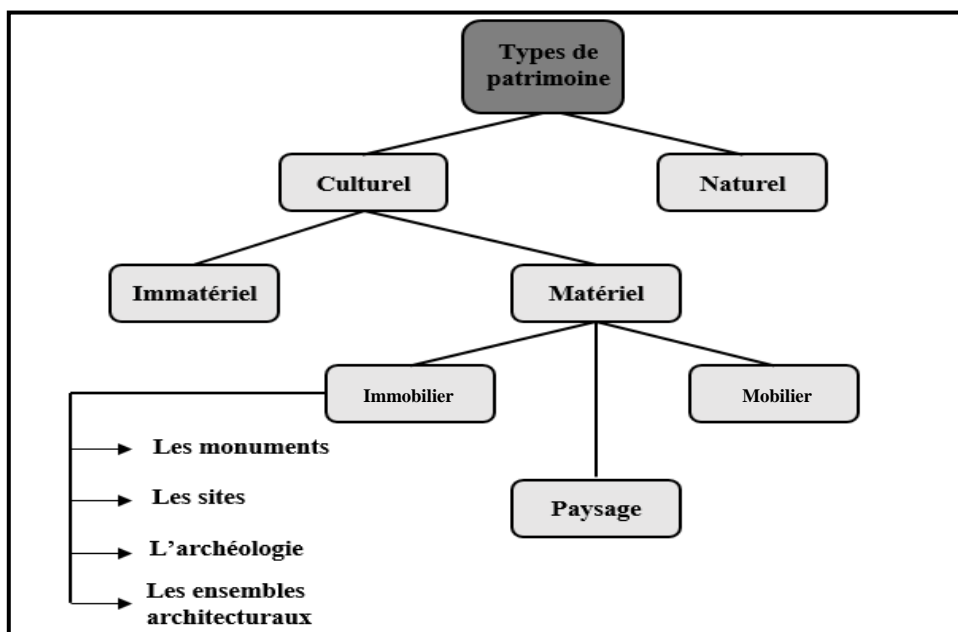 Types de
patrimoine
Culturel
Naturel
Immatériel
Matériel
Immobilier
Mobilier
Les monuments
Les sites
Paysage
L'archéologie
Les ensembles
architecturaux